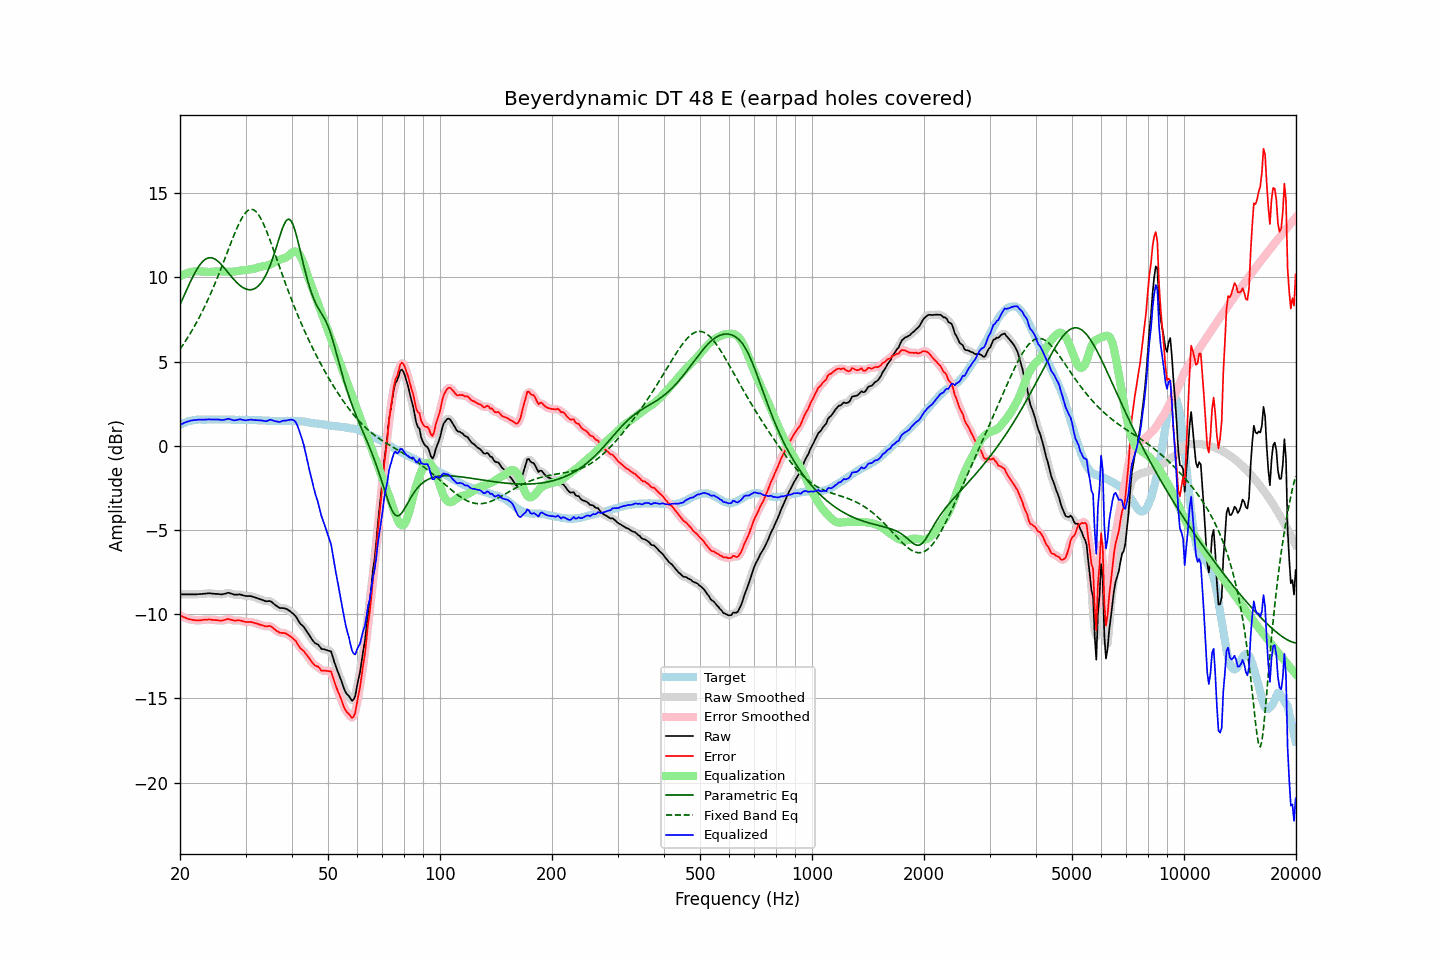 Beyerdynamic DT 48 E (earpad holes covered)
Amplitude (dBr)
15
10
5
0
−5
−10
−15
−20
20
50
100
200
500
1000
2000
5000
10000
20000
Frequency (Hz)
Target
Raw Smoothed
Error Smoothed
Raw
Error
Equalization
Parametric Eq
Fixed Band Eq
Equalized